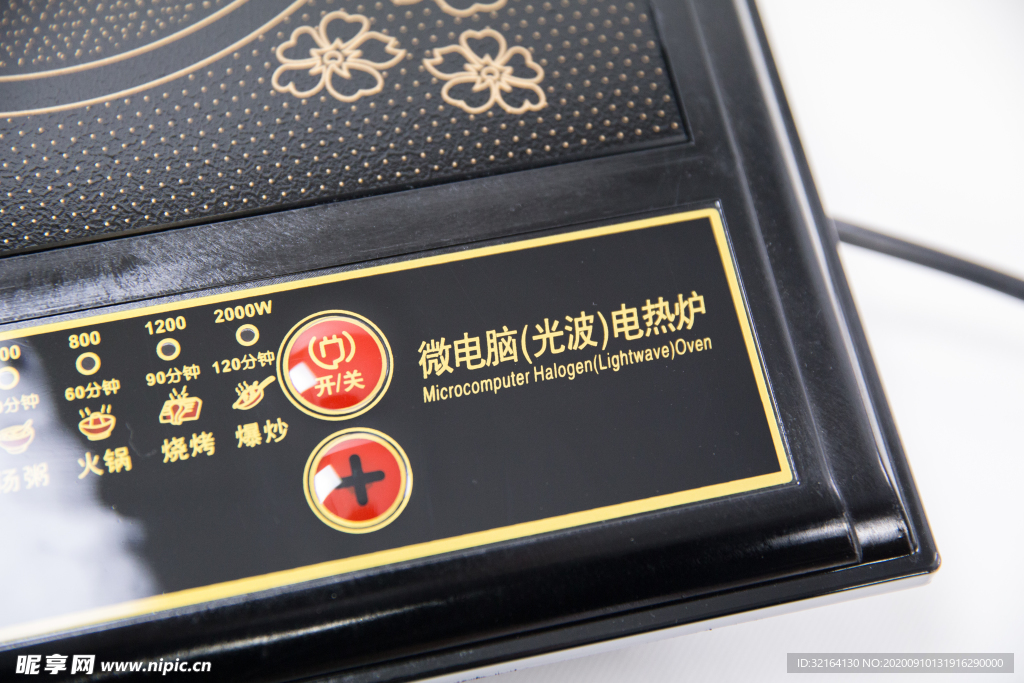 800 1200 2000W
60分钟 90分钟 120分钟
火锅 烧烤 爆炒
开/关
微电脑(光波)电热炉
Microcomputer Halogen(Lightwave)Oven
+
昵享网 www.nipic.cn
ID:32164130 NO:20200910131916290000